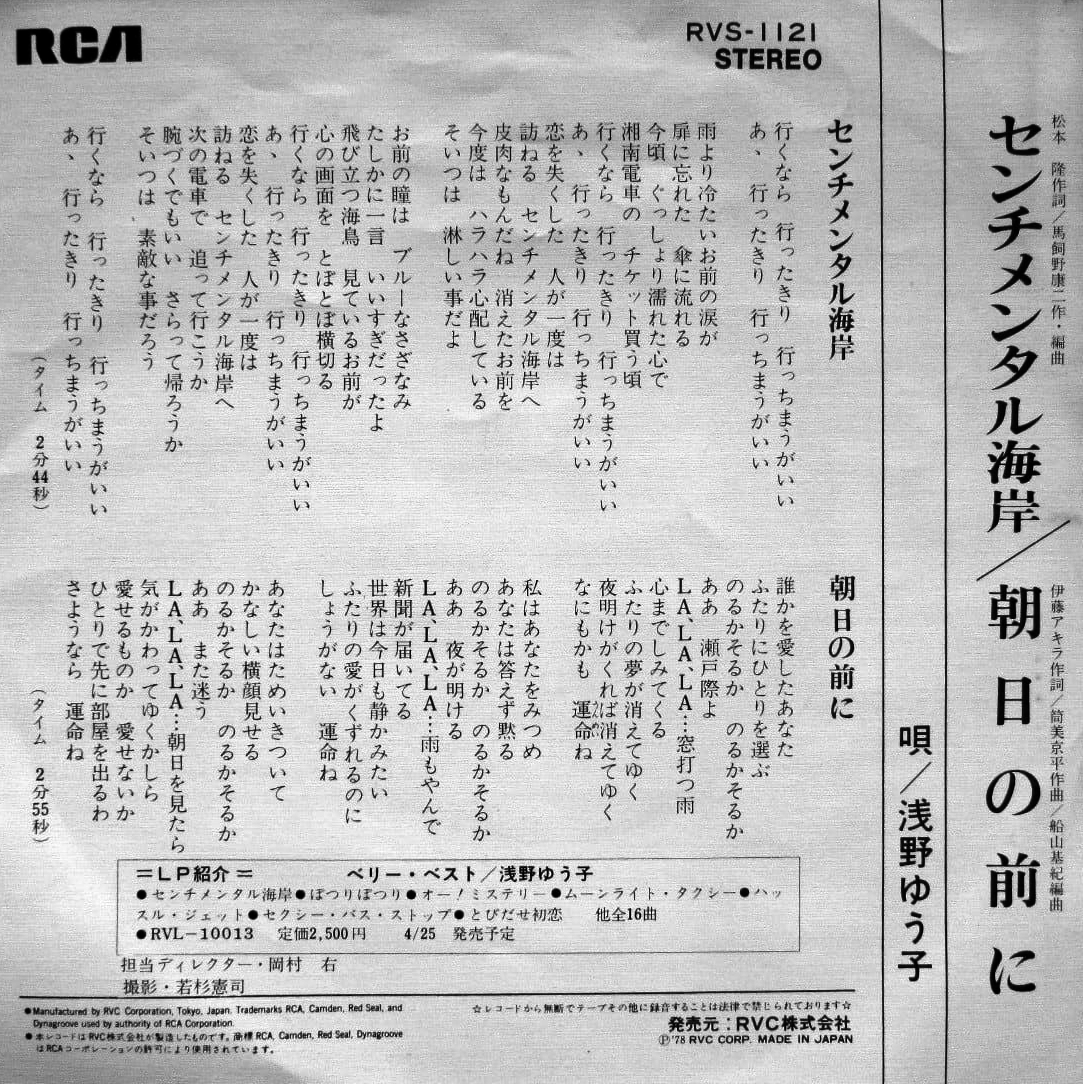 RCA
RVS-1121
STEREO
松本 隆作詞/馬飼野康二作・編曲
センチメンタル海岸/朝日の前に
伊藤アキラ作詞/筒美京平作曲/船山基紀編曲
唄/浅野ゆう子
センチメンタル海岸
行くなら 行ったきり 行っちまうがいい
あゝ 行ったきり 行っちまうがいい
雨より冷たいお前の涙が
扉に忘れた 傘に流れる
今頃 ぐっしょり濡れた心で
湘南電車の チケット買う頃
行くなら 行ったきり 行っちまうがいい
あゝ 行ったきり 行っちまうがいい
恋を失くした 人が一度は
訪ねる センチメンタル海岸へ
皮肉なもんだね 消えたお前を
今度は ハラハラ心配している
そいつは 淋しい事だよ
お前の瞳は ブルーなさざなみ
たしかに一言 いいすぎだったよ
飛び立つ海鳥 見ているお前が
心の画面を とぼとぼ横切る
行くなら 行ったきり 行っちまうがいい
あゝ 行ったきり 行っちまうがいい
恋を失くした 人が一度は
訪ねる センチメンタル海岸へ
次の電車で 追って行こうか
腕づくでもいい さらって帰ろうか
そいつは 素敵な事だろう
行くなら 行ったきり 行っちまうがいい
あゝ 行ったきり 行っちまうがいい
(タイム 2分44秒)
朝日の前に
誰かを愛したあなた
ふたりにひとりを選ぶ
のるかそるか のるかそるか
ああ 瀬戸際よ
LA、LA、LA…窓打つ雨
心までしみてくる
ふたりの夢が消えてゆく
夜明けがくれば消えてゆく
なにもかも 運命ね
私はあなたをみつめ
あなたは答えず黙る
のるかそるか のるかそるか
ああ 夜が明ける
LA、LA、LA…雨もやんで
新聞が届いてる
世界は今日も静かみたい
ふたりの愛がくずれるのに
しょうがない 運命ね
あなたはためいきついて
かなしい横顔見せる
のるかそるか のるかそるか
ああ また迷う
LA、LA、LA…朝日を見たら
気がかわってゆくかしら
愛せるものか 愛せないか
ひとりで先に部屋を出るわ
さようなら 運命ね
(タイム 2分55秒)
=LP紹介= ベリー・ベスト/浅野ゆう子
●センチメンタル海岸●ぽつりぽつり●オー!ミステリー●ムーンライト・タクシー●ハッ
スル・ジェット●セクシー・バス・ストップ●とびだせ初恋 他全16曲
●RVL-10013 定価2,500円 4/25 発売予定
担当ディレクター・岡村 右
撮影・若杉憲司
●Manufactured by RVC Corporation, Tokyo, Japan. Trademarks RCA, Camden, Red Seal, and
Dynagroove used by authority of RCA Corporation.
●本レコードはRVC株式会社が製造したものです。商標RCA, Camden, Red Seal, Dynagroove
はRCAコーポレーションの許可により使用されています。
☆レコードから無断でテープその他に録音することは法律で禁じられております☆
発売元:RVC株式会社
Ⓟ'78 RVC CORP. MADE IN JAPAN